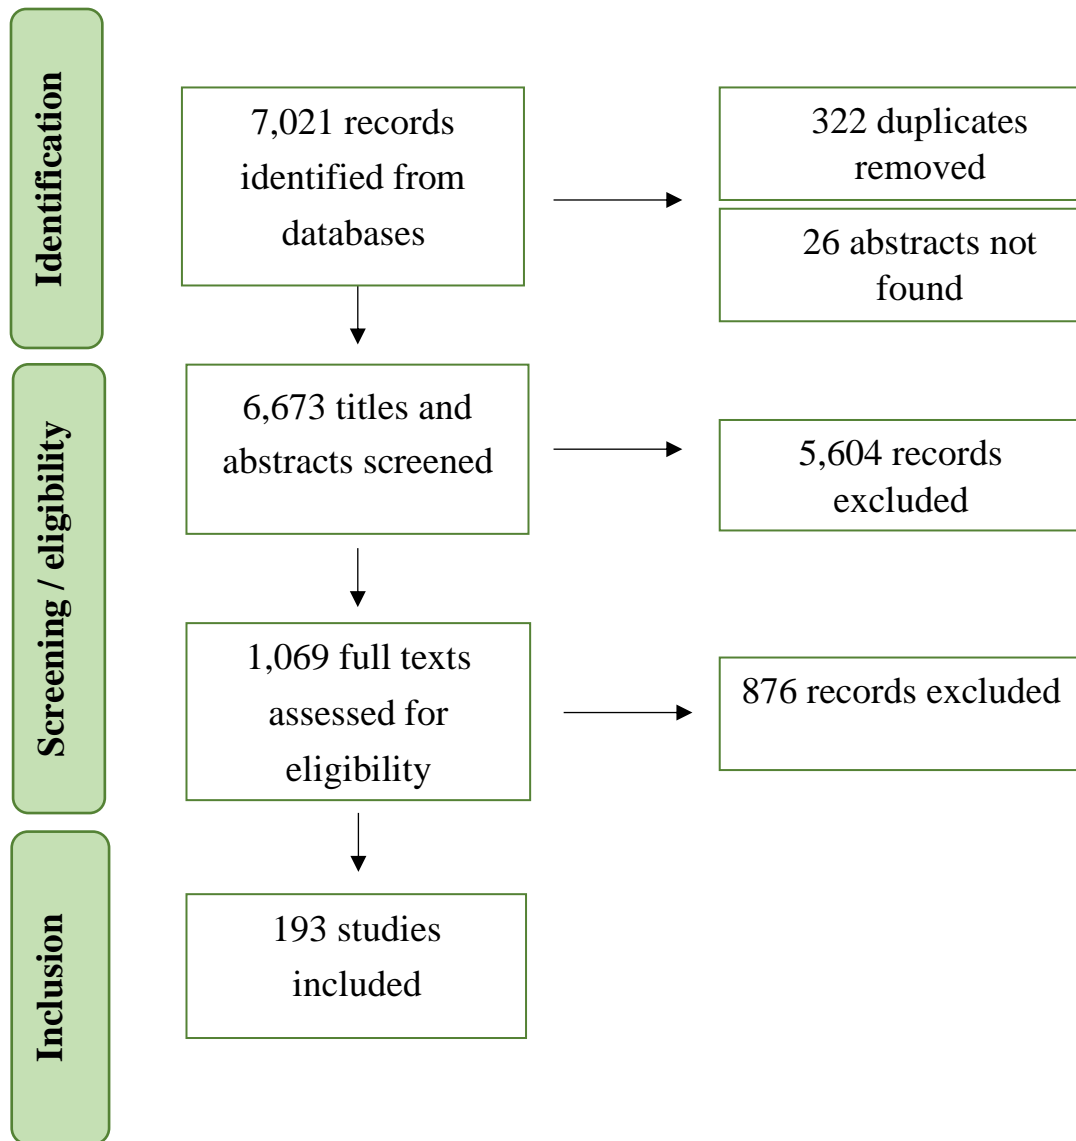 Identification
7,021 records
identified from
databases
322 duplicates
removed
26 abstracts not
found
Screening / eligibility
6,673 titles and
abstracts screened
5,604 records
excluded
1,069 full texts
assessed for
eligibility
876 records excluded
Inclusion
193 studies
included